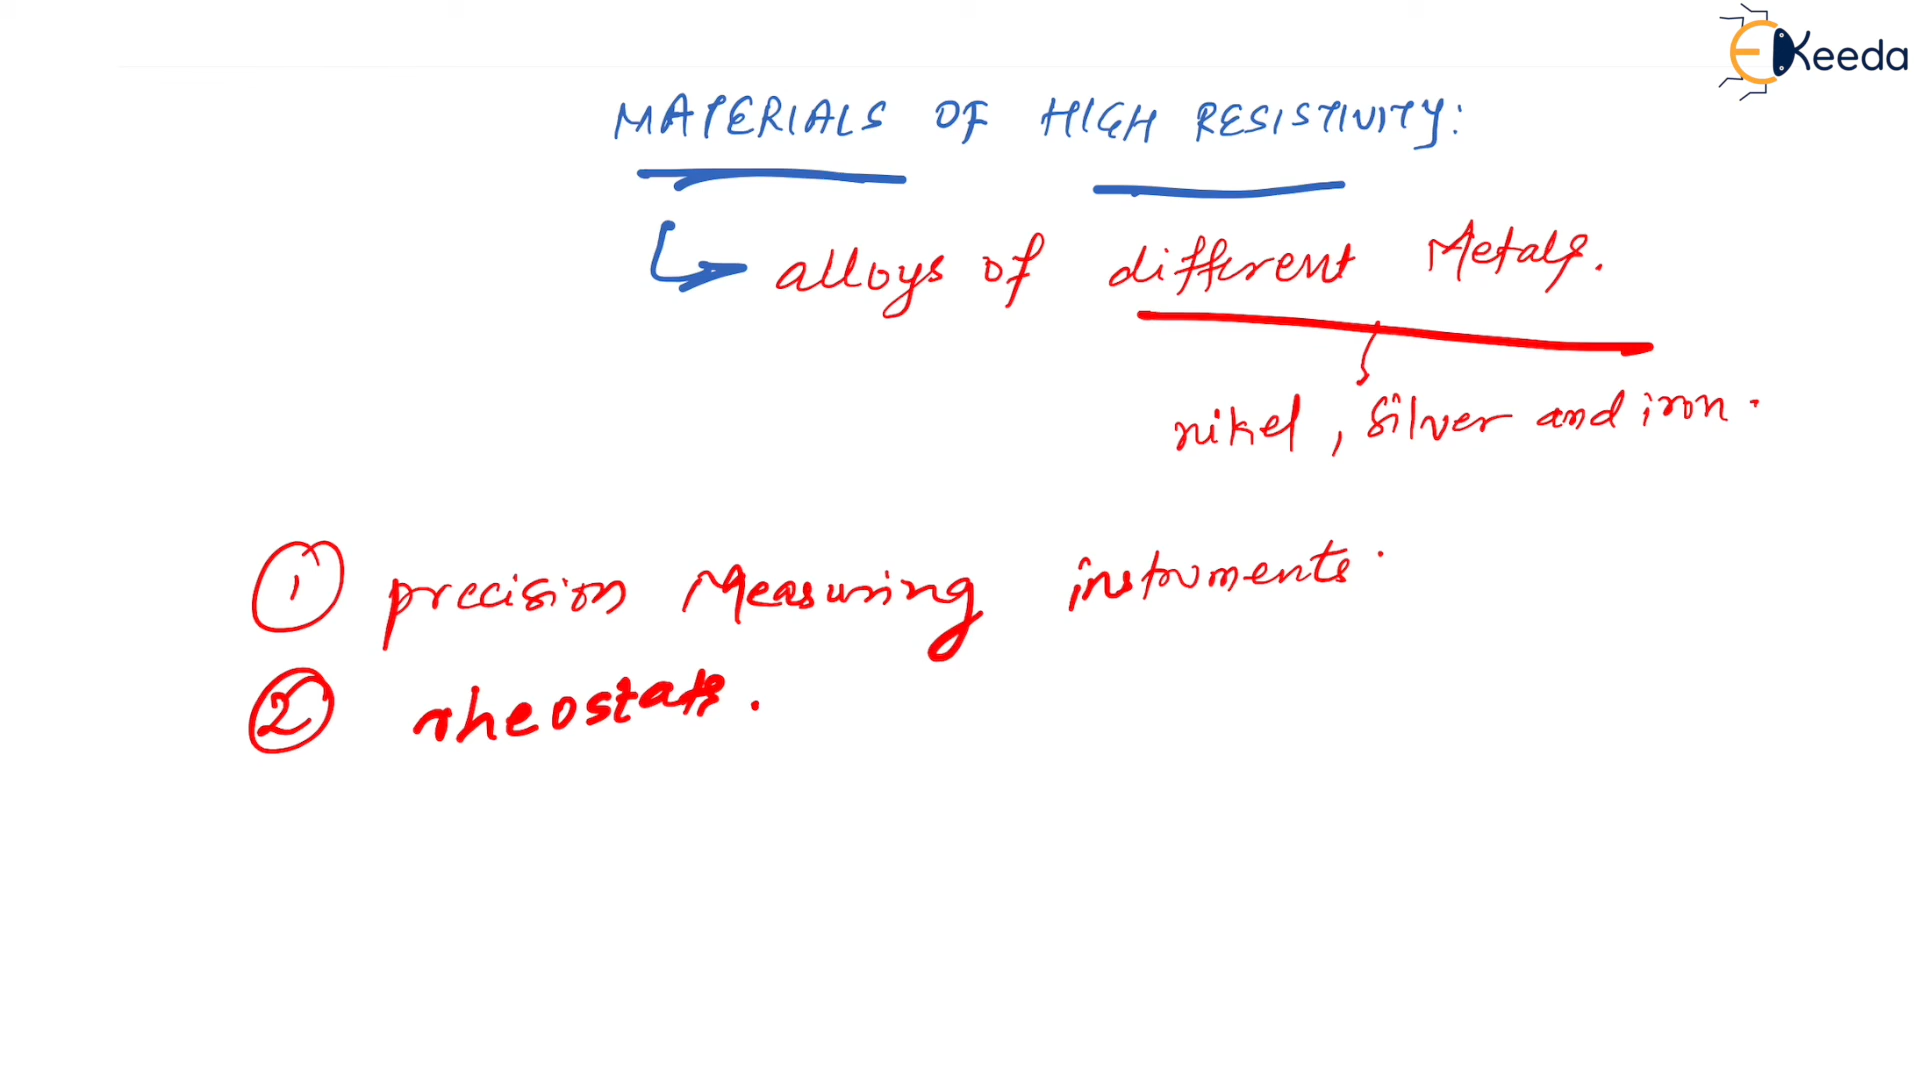 EKeeda
MATERIALS OF HIGH RESISTIVITY:
alloys of different Metals.
nikel, Silver and iron.
1 precision Measuring instruments.
2 rheostats.